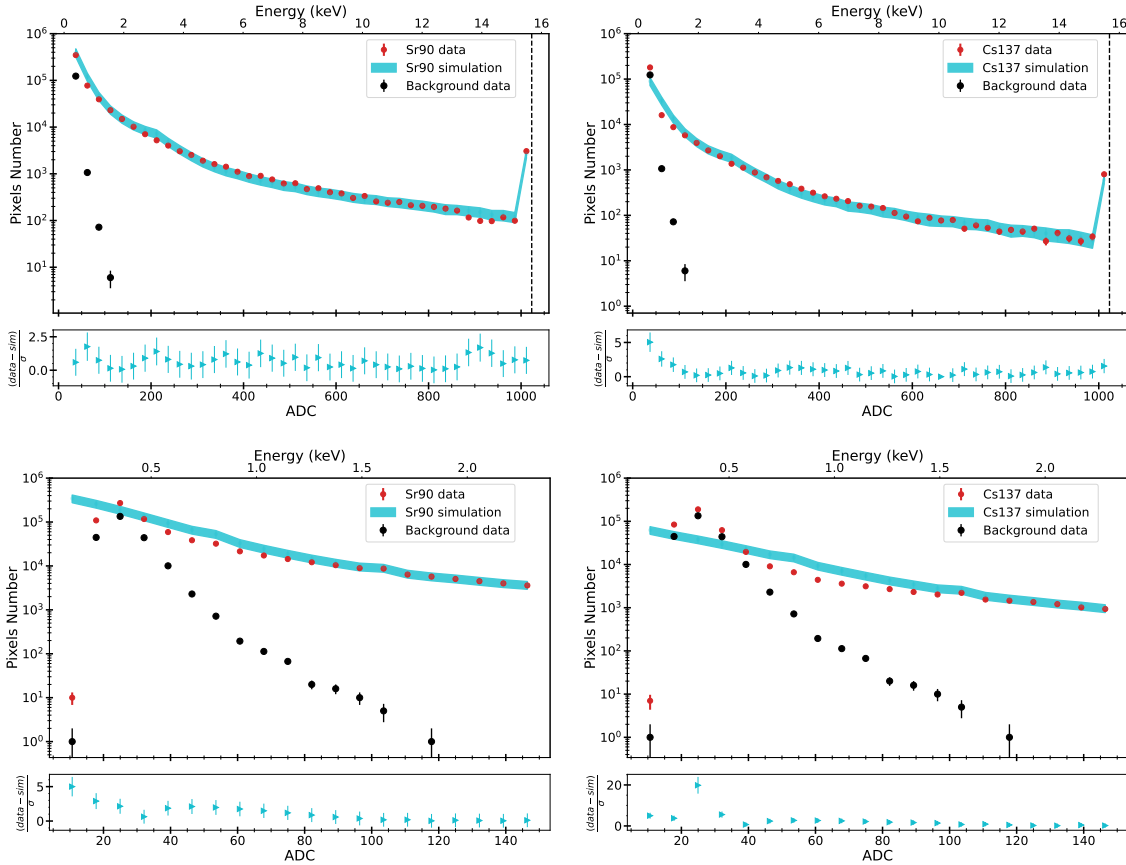 Energy (keV)
0 2 4 6 8 10 12 14 16
10^6
10^5
10^4
10^3
10^2
10^1
Pixels Number
Sr90 data
Sr90 simulation
Background data
2.5
0.0
(data − sim)
σ
0 200 400 600 800 1000
ADC
Energy (keV)
0 2 4 6 8 10 12 14 16
10^6
10^5
10^4
10^3
10^2
10^1
10^0
Pixels Number
Cs137 data
Cs137 simulation
Background data
5
0
(data − sim)
σ
0 200 400 600 800 1000
ADC
Energy (keV)
0.5 1.0 1.5 2.0
10^6
10^5
10^4
10^3
10^2
10^1
10^0
Pixels Number
Sr90 data
Sr90 simulation
Background data
5
0
(data − sim)
σ
20 40 60 80 100 120 140
ADC
Energy (keV)
0.5 1.0 1.5 2.0
10^6
10^5
10^4
10^3
10^2
10^1
10^0
Pixels Number
Cs137 data
Cs137 simulation
Background data
20
0
(data − sim)
σ
20 40 60 80 100 120 140
ADC